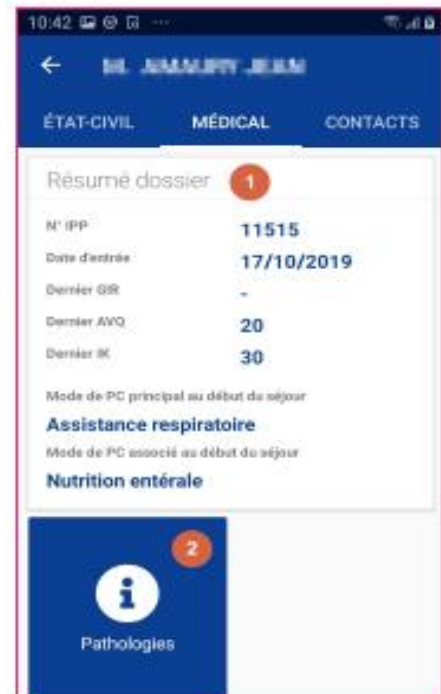 10:42
ÉTAT-CIVIL MÉDICAL CONTACTS
Résumé dossier 1
N° IPP 11515
Date d'entrée 17/10/2019
Dernier GIR -
Dernier AVQ 20
Dernier IK 30
Mode de PC principal au début du séjour
Assistance respiratoire
Mode de PC associé au début du séjour
Nutrition entérale
2
Pathologies